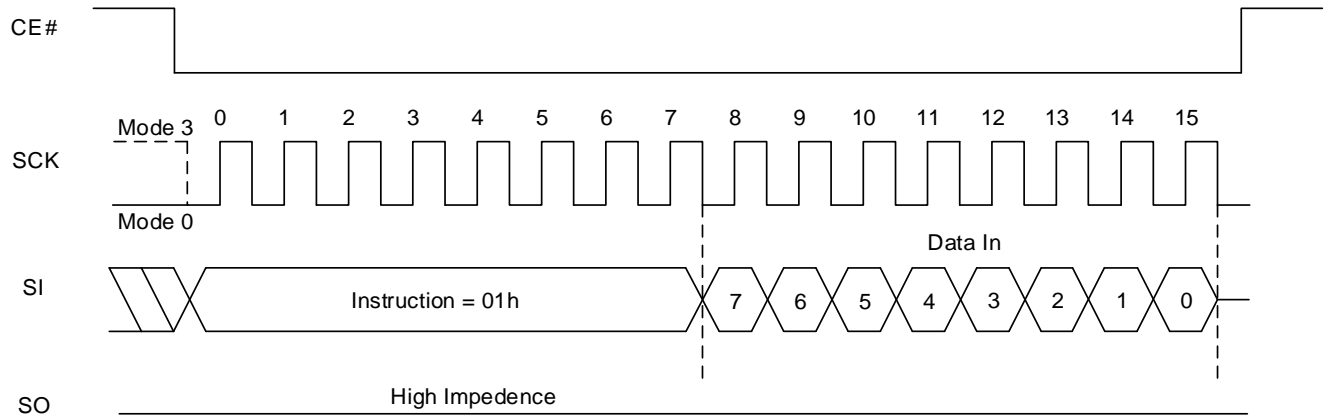 CE#
Mode 3
0 1 2 3 4 5 6 7 8 9 10 11 12 13 14 15
SCK
Mode 0
Data In
SI
Instruction = 01h
7 6 5 4 3 2 1 0
High Impedence
SO